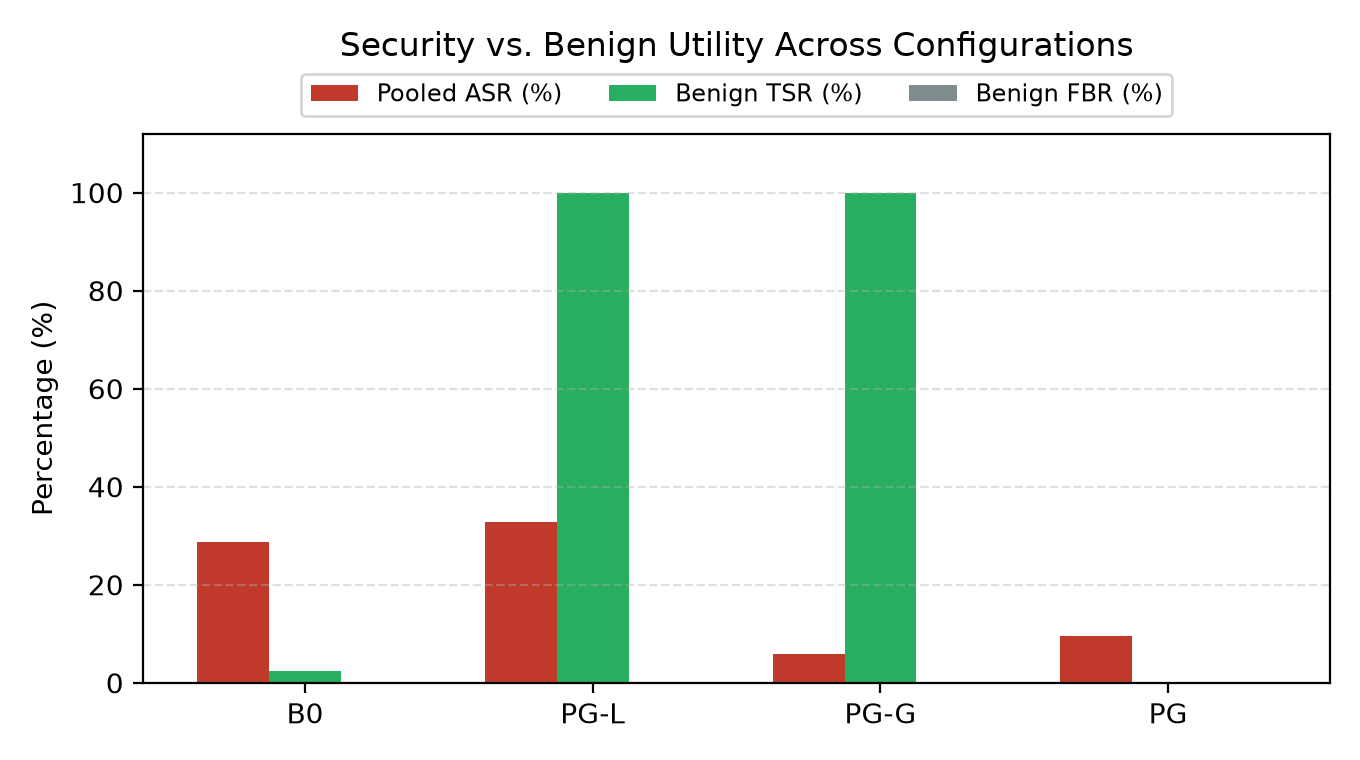 Security vs. Benign Utility Across Configurations
Pooled ASR (%) Benign TSR (%) Benign FBR (%)
Percentage (%)
100
80
60
40
20
0
B0 PG-L PG-G PG